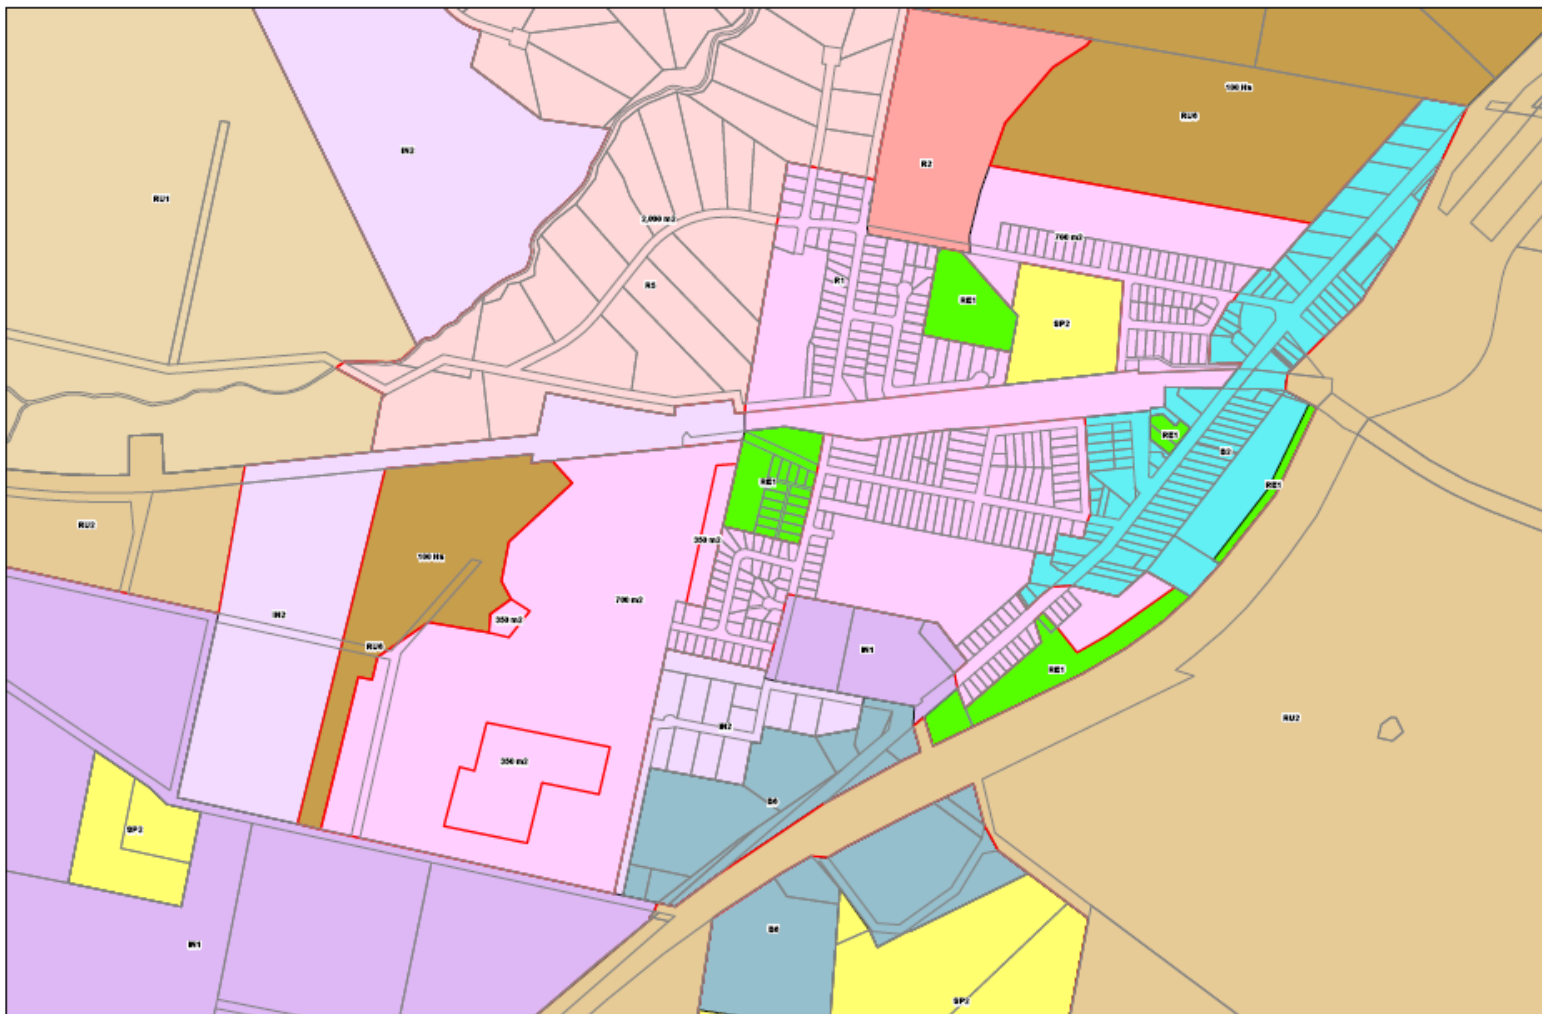 100 Ha
RU6
IN3
R2
RU1
2,000 m2
700 m2
R5
R1
RE1
SP2
RE1
B2
RE1
RE1
RU2
350 m2
100 Ha
700 m2
IN2
350 m2
RU6
IN1
RE1
RU2
IN2
350 m2
B6
SP2
B6
IN1
SP2